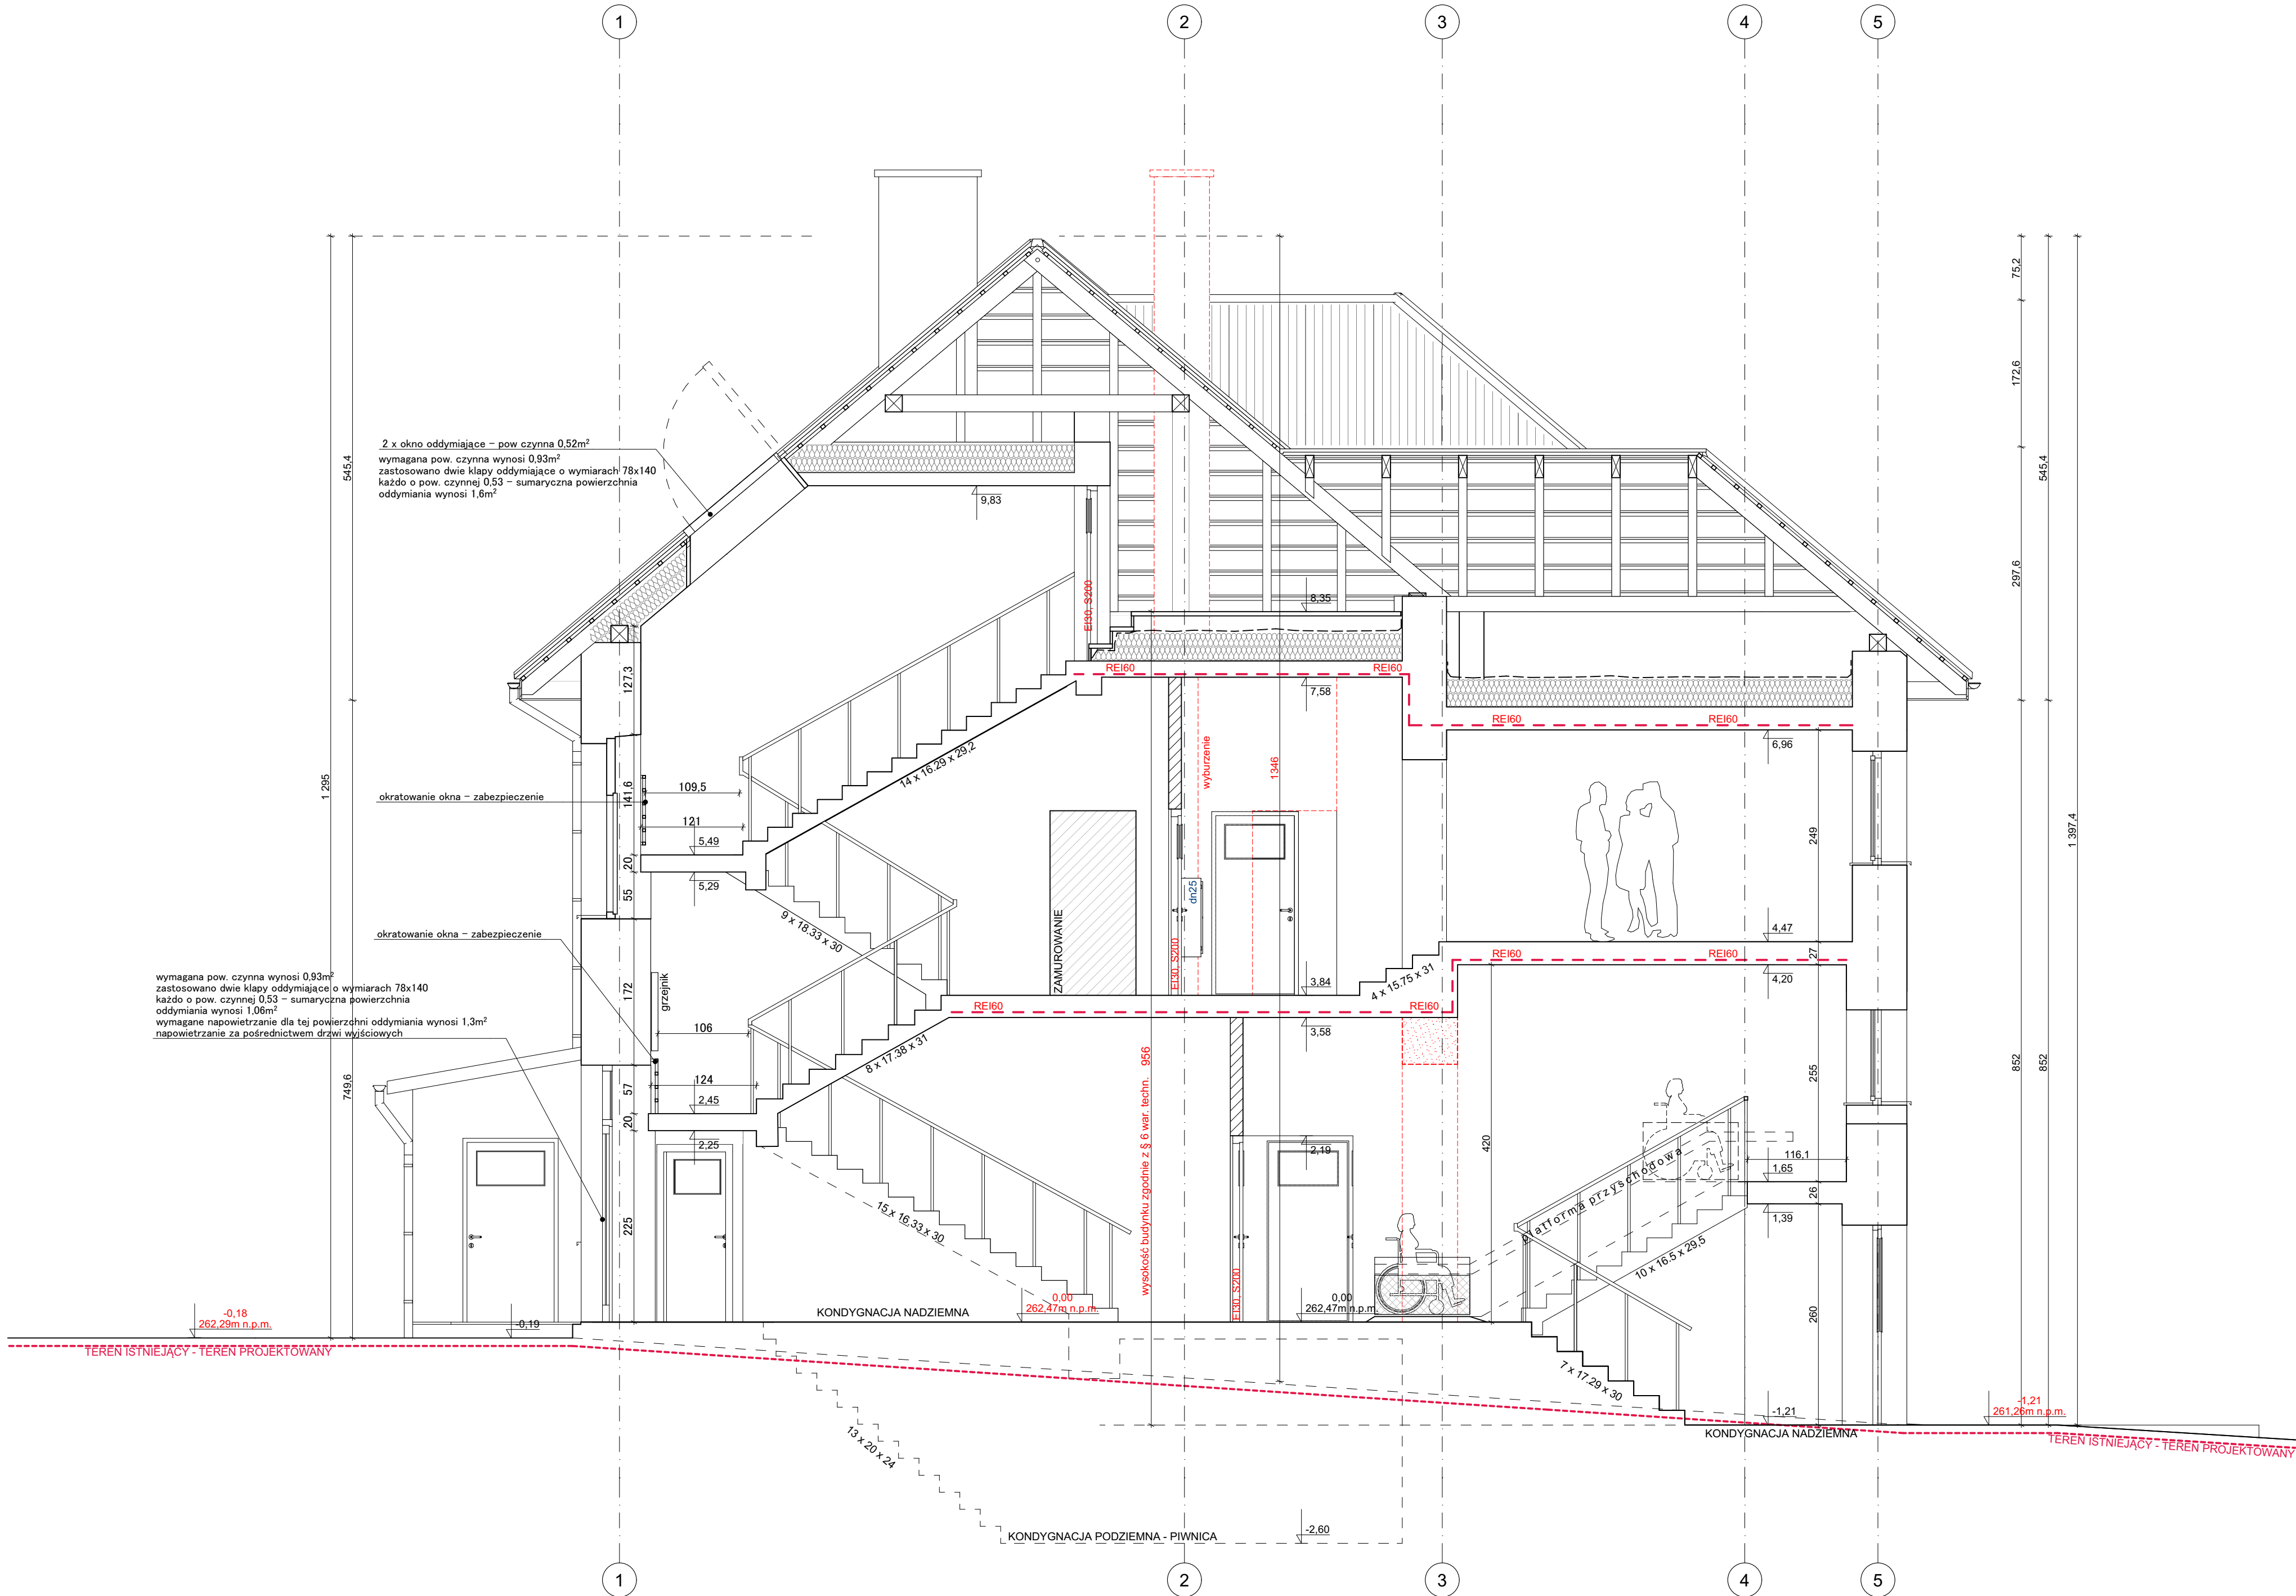 1
2
3
4
5
2 x okno oddymiające – pow czynna 0,52m²
wymagana pow. czynna wynosi 0,93m²
zastosowano dwie klapy oddymiające o wymiarach 78x140
każdo o pow. czynnej 0,53 – sumaryczna powierzchnia
oddymiania wynosi 1,6m²
okratowanie okna – zabezpieczenie
okratowanie okna – zabezpieczenie
wymagana pow. czynna wynosi 0,93m²
zastosowano dwie klapy oddymiające o wymiarach 78x140
każdo o pow. czynnej 0,53 – sumaryczna powierzchnia
oddymiania wynosi 1,06m²
wymagane napowietrzanie dla tej powierzchni oddymiania wynosi 1,3m²
napowietrzanie za pośrednictwem drzwi wyjściowych
1 295
545,4
749,6
127,3
141,6
20
55
172
57
20
225
109,5
121
5,49
5,29
grzejnik
106
124
2,45
2,25
9,83
EI30, S200
8,35
REI60
REI60
7,58
REI60
REI60
6,96
14 x 16.29 x 29,2
9 x 18.33 x 30
8 x 17.38 x 31
15 x 16,33 x 30
ZAMUROWANIE
wyburzenie
dn25
EI30, S200
1346
3,84
4 x 15.75 x 31
4,47
REI60
REI60
4,20
REI60
REI60
3,58
249
27
255
26
260
wysokość budynku zgodnie z § 6 war. techn. 956
2,19
EI30, S200
420
platforma przyschodowa
116,1
1,65
1,39
10 x 16.5 x 29,5
7 x 17.29 x 30
75,2
172,6
297,6
852
545,4
852
1 397,4
-0,18
262,29m n.p.m.
-0,19
KONDYGNACJA NADZIEMNA
0,00
262,47m n.p.m.
0,00
262,47m n.p.m.
TEREN ISTNIEJĄCY - TEREN PROJEKTOWANY
-1,21
KONDYGNACJA NADZIEMNA
-1,21
261,26m n.p.m.
TEREN ISTNIEJĄCY - TEREN PROJEKTOWANY
13 x 20 x 24
KONDYGNACJA PODZIEMNA - PIWNICA
-2,60
1
2
3
4
5